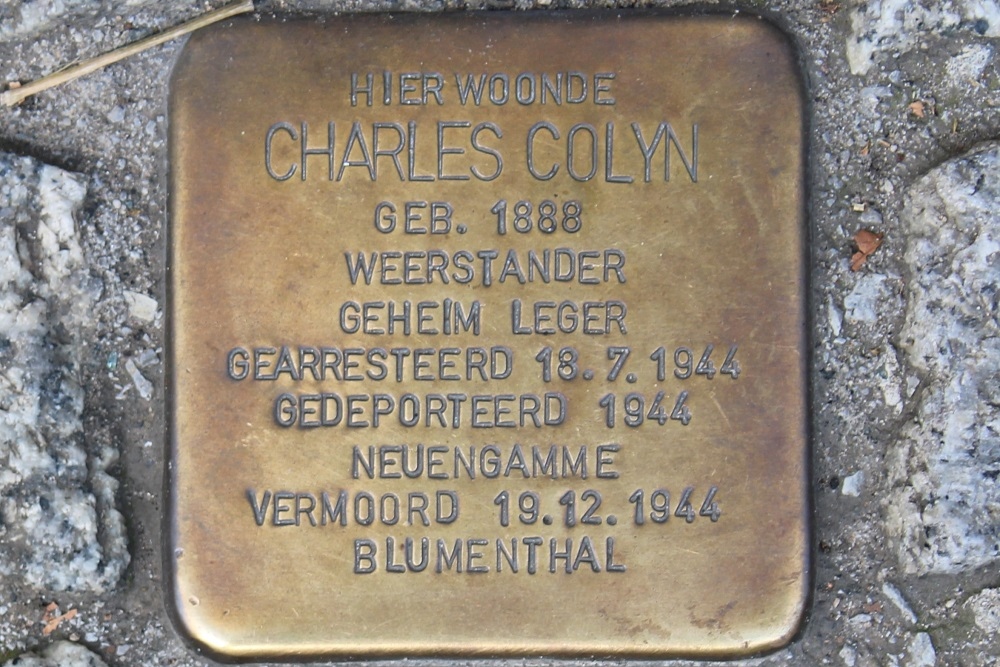 HIER WOONDE
CHARLES COLYN
GEB. 1888
WEERSTANDER
GEHEIM LEGER
GEARRESTEERD 18.7.1944
GEDEPORTEERD 1944
NEUENGAMME
VERMOORD 19.12.1944
BLUMENTHAL